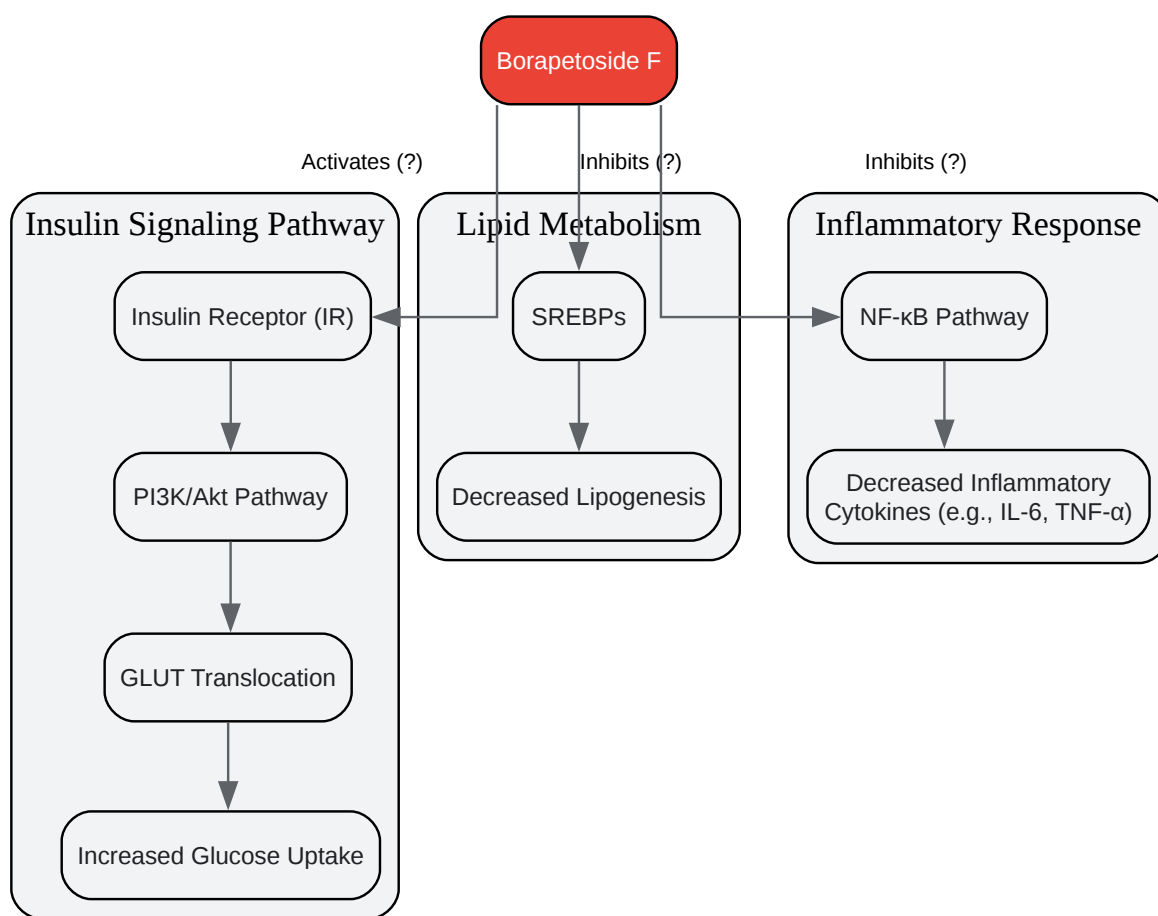 Borapetoside F
Activates (?)
Inhibits (?)
Inhibits (?)
Insulin Signaling Pathway
Insulin Receptor (IR)
PI3K/Akt Pathway
GLUT Translocation
Increased Glucose Uptake
Lipid Metabolism
SREBPs
Decreased Lipogenesis
Inflammatory Response
NF-κB Pathway
Decreased Inflammatory
Cytokines (e.g., IL-6, TNF-α)